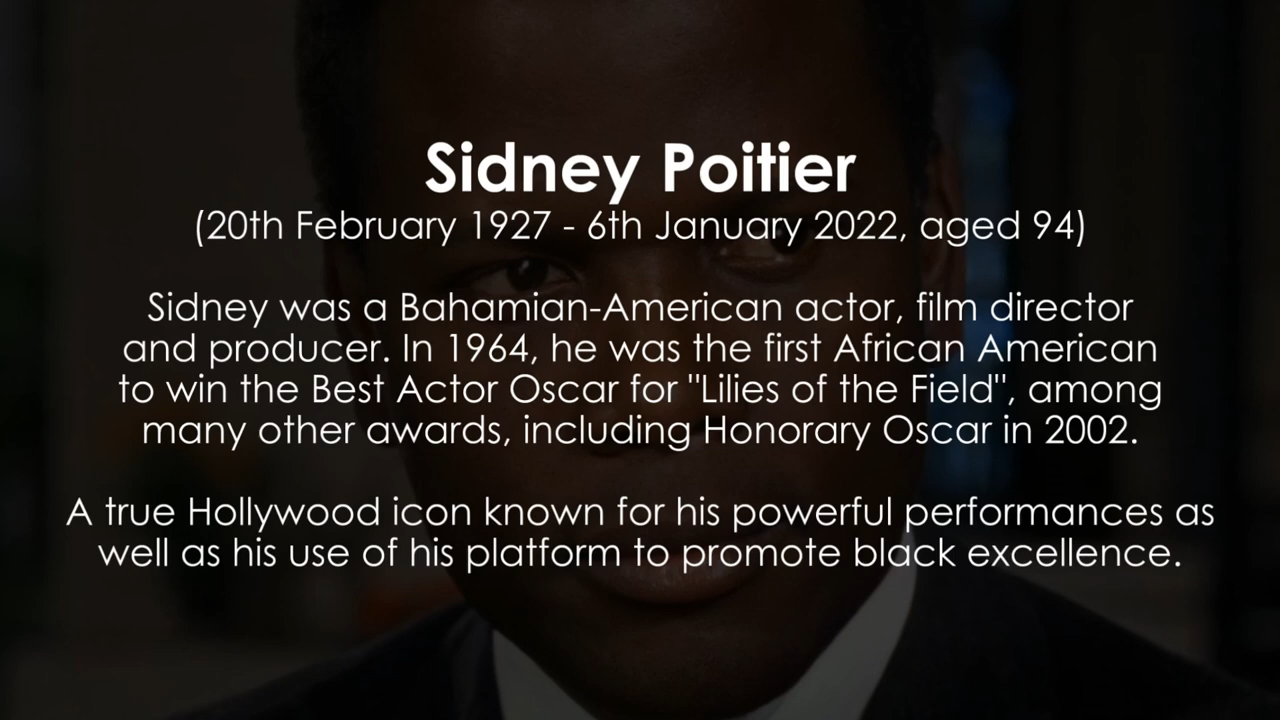 Sidney Poitier
(20th February 1927 - 6th January 2022, aged 94)
Sidney was a Bahamian-American actor, film director
and producer. In 1964, he was the first African American
to win the Best Actor Oscar for "Lilies of the Field", among
many other awards, including Honorary Oscar in 2002.
A true Hollywood icon known for his powerful performances as
well as his use of his platform to promote black excellence.